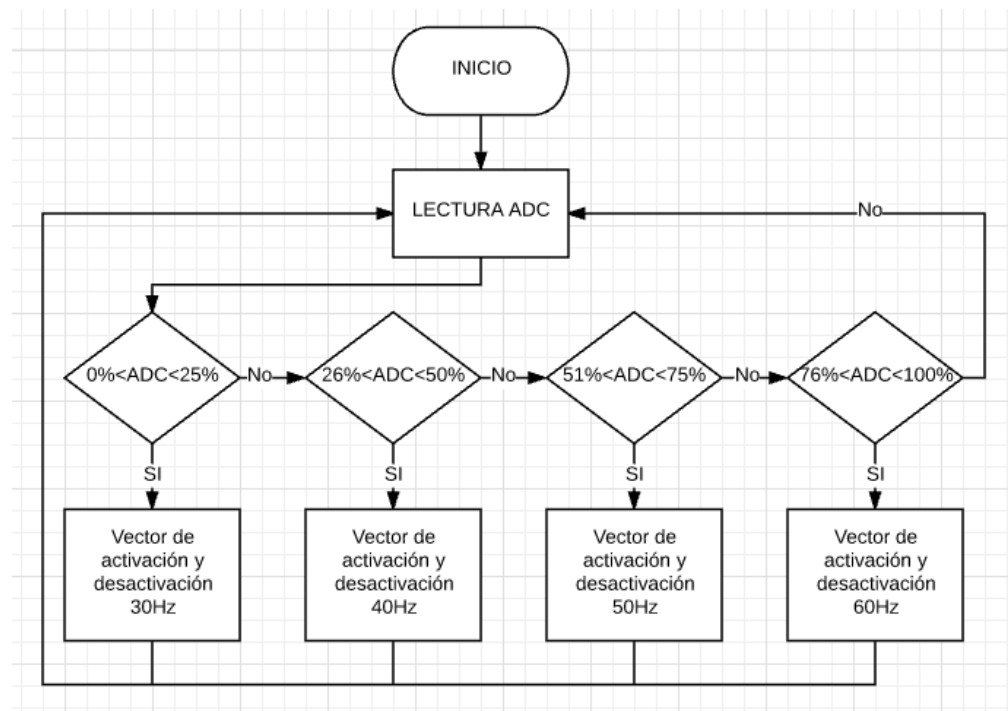 INICIO
LECTURA ADC
No
0%<ADC<25%
No
26%<ADC<50%
No
51%<ADC<75%
No
76%<ADC<100%
SI
SI
SI
SI
Vector de
activación y
desactivación
30Hz
Vector de
activación y
desactivación
40Hz
Vector de
activación y
desactivación
50Hz
Vector de
activación y
desactivación
60Hz